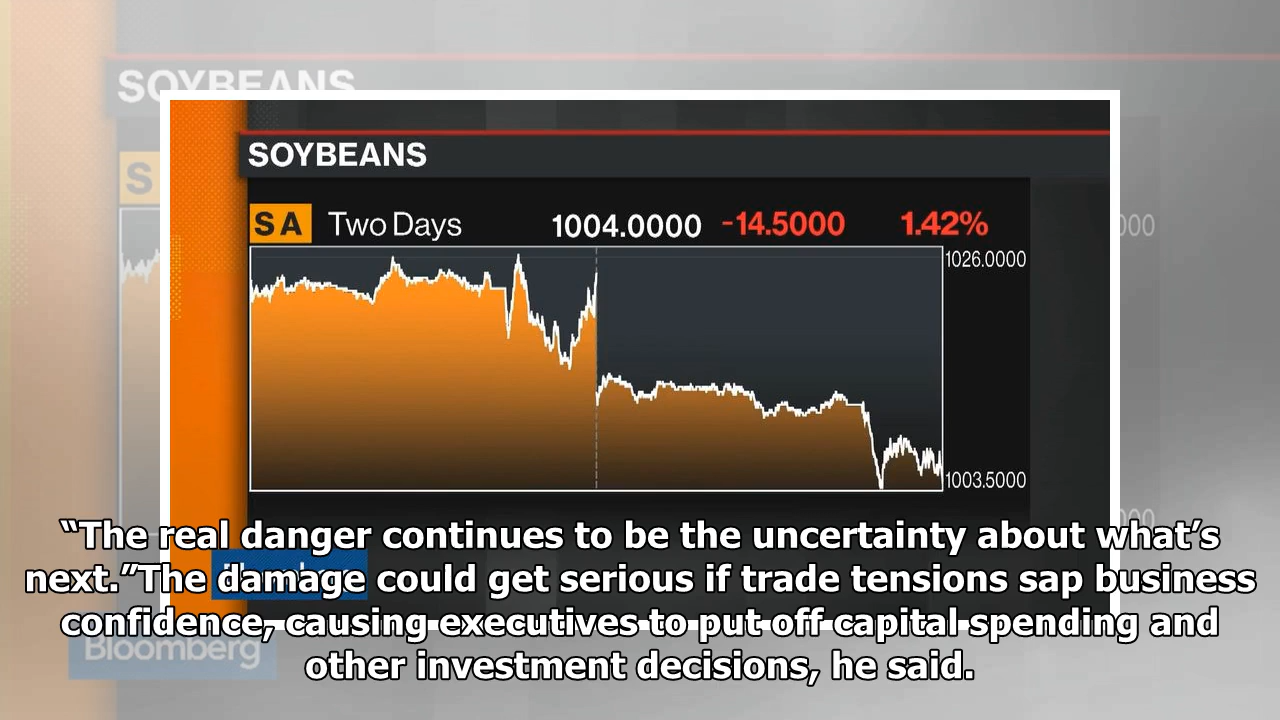 SOYBEANS
SOYBEANS
S
S A Two Days 1004.0000 -14.5000 1.42%
1026.0000
1003.5000
“The real danger continues to be the uncertainty about what’s
next.”The damage could get serious if trade tensions sap business
confidence, causing executives to put off capital spending and
other investment decisions, he said.
Bloomberg